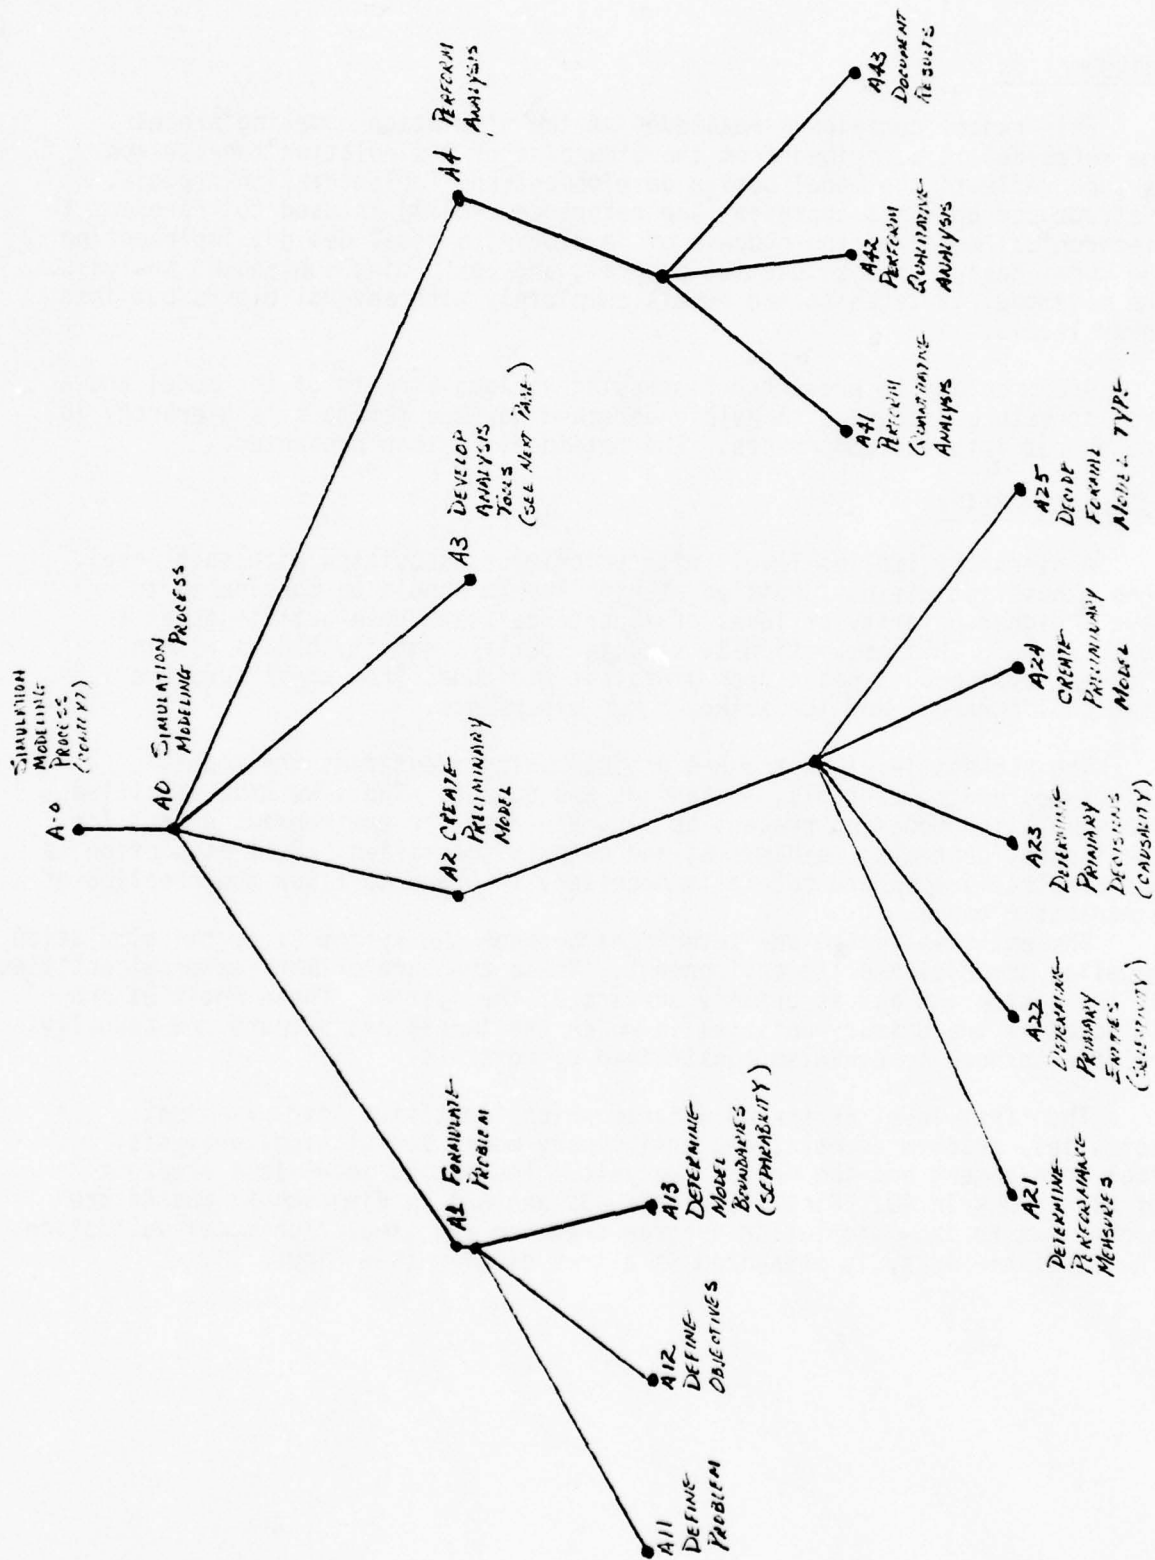 SIMULATION
MODELING
PROCESS
A-0
A0 SIMULATION
MODELING PROCESS
A1 FORMULATE
PROBLEM
A2 CREATE
PRELIMINARY
MODEL
A3 DEVELOP
ANALYSIS
TOOLS
(SEE NEXT PAGE)
A4 PERFORM
ANALYSIS
A11
DEFINE
PROBLEM
A12
DEFINE
OBJECTIVES
A13
DETERMINE
MODEL
BOUNDARIES
(SEPARABILITY)
A21
DETERMINE
PERFORMANCE
MEASURES
A22
DETERMINE
PRIMARY
ENTITIES
(SELECTIVITY)
A23
DETERMINE
PRIMARY
DECISIONS
(CAUSALITY)
A24
CREATE
PRELIMINARY
MODEL
A25
DECIDE
FORMAL
MODEL TYPE
A41
PERFORM
QUANTITATIVE
ANALYSIS
A42
PERFORM
QUALITATIVE
ANALYSIS
A43
DOCUMENT
RESULTS